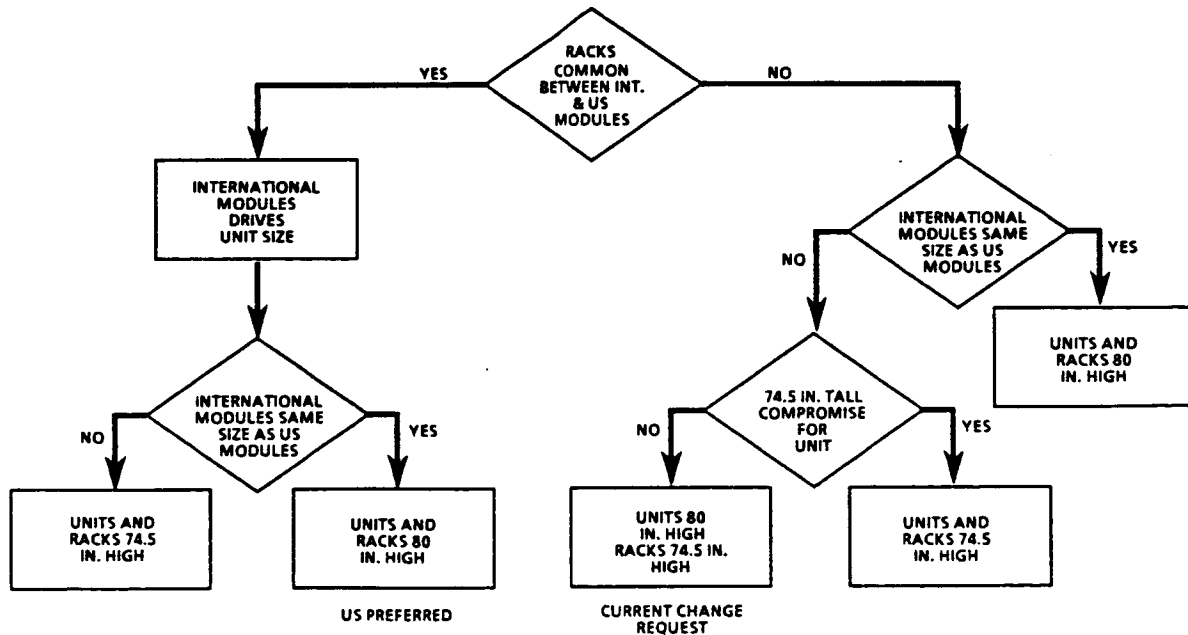 RACKS
COMMON
BETWEEN INT.
& US
MODULES
YES
NO
INTERNATIONAL
MODULES
DRIVES
UNIT SIZE
INTERNATIONAL
MODULES SAME
SIZE AS US
MODULES
NO
YES
UNITS AND
RACKS 80
IN. HIGH
INTERNATIONAL
MODULES SAME
SIZE AS US
MODULES
NO
YES
74.5 IN. TALL
COMPROMISE
FOR
UNIT
NO
YES
UNITS AND
RACKS 74.5
IN. HIGH
UNITS AND
RACKS 80
IN. HIGH
US PREFERRED
UNITS 80
IN. HIGH
RACKS 74.5 IN.
HIGH
CURRENT CHANGE
REQUEST
UNITS AND
RACKS 74.5
IN. HIGH